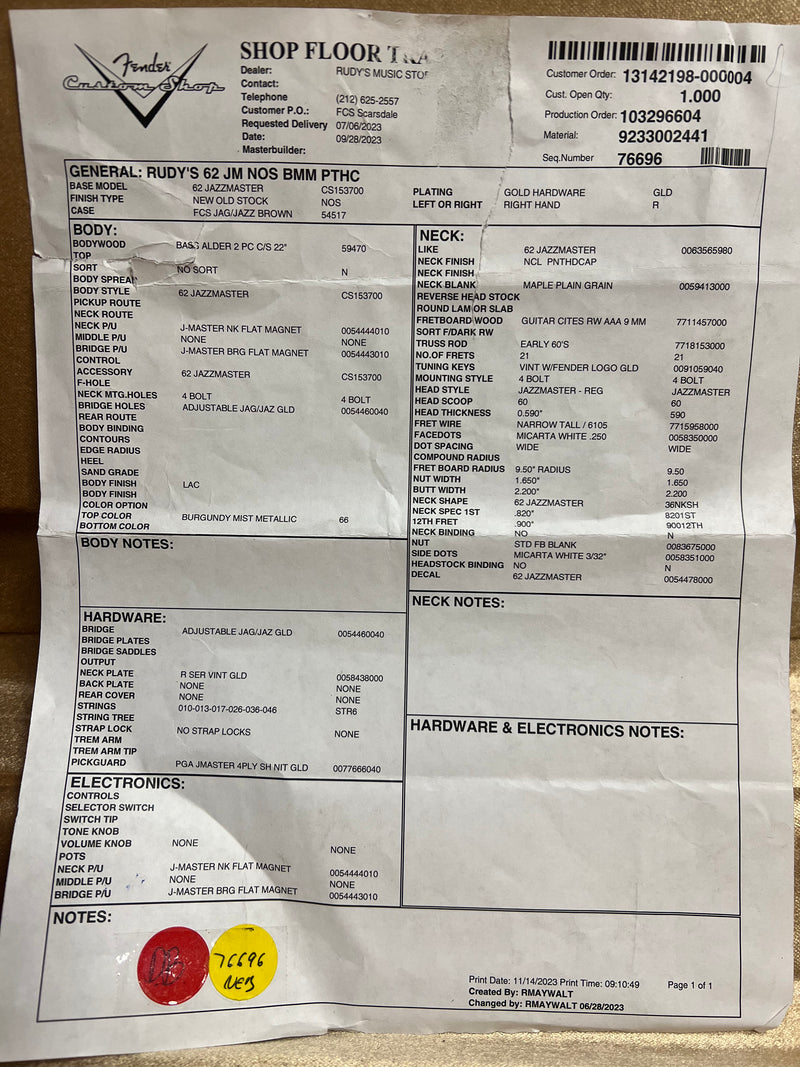 Fender
Custom Shop
SHOP FLOOR TRA
Dealer: RUDY'S MUSIC STOR
Contact:
Telephone (212) 625-2557
Customer P.O.: FCS Scarsdale
Requested Delivery 07/06/2023
Date: 09/28/2023
Masterbuilder:
Customer Order: 13142198-000004
Cust. Open Qty: 1.000
Production Order: 103296604
Material: 9233002441
Seq.Number 76696
GENERAL: RUDY'S 62 JM NOS BMM PTHC
BASE MODEL 62 JAZZMASTER CS153700
FINISH TYPE NEW OLD STOCK NOS
CASE FCS JAG/JAZZ BROWN 54517
PLATING GOLD HARDWARE GLD
LEFT OR RIGHT RIGHT HAND R
BODY:
BODYWOOD BASS ALDER 2 PC C/S 22" 59470
TOP
SORT NO SORT N
BODY SPREAD
BODY STYLE 62 JAZZMASTER CS153700
PICKUP ROUTE
NECK ROUTE
NECK P/U J-MASTER NK FLAT MAGNET 0054444010
MIDDLE P/U NONE NONE
BRIDGE P/U J-MASTER BRG FLAT MAGNET 0054443010
CONTROL
ACCESSORY 62 JAZZMASTER CS153700
F-HOLE
NECK MTG.HOLES 4 BOLT 4 BOLT
BRIDGE HOLES ADJUSTABLE JAG/JAZ GLD 0054460040
REAR ROUTE
BODY BINDING
CONTOURS
EDGE RADIUS
HEEL
SAND GRADE
BODY FINISH LAC
BODY FINISH
COLOR OPTION
TOP COLOR BURGUNDY MIST METALLIC 66
BOTTOM COLOR
BODY NOTES:
HARDWARE:
BRIDGE ADJUSTABLE JAG/JAZ GLD 0054460040
BRIDGE PLATES
BRIDGE SADDLES
OUTPUT
NECK PLATE R SER VINT GLD 0058438000
BACK PLATE NONE NONE
REAR COVER NONE NONE
STRINGS 010-013-017-026-036-046 STR6
STRING TREE
STRAP LOCK NO STRAP LOCKS NONE
TREM ARM
TREM ARM TIP
PICKGUARD PGA JMASTER 4PLY SH NIT GLD 0077666040
ELECTRONICS:
CONTROLS
SELECTOR SWITCH
SWITCH TIP
TONE KNOB
VOLUME KNOB NONE NONE
POTS
NECK P/U J-MASTER NK FLAT MAGNET 0054444010
MIDDLE P/U NONE NONE
BRIDGE P/U J-MASTER BRG FLAT MAGNET 0054443010
NECK:
LIKE 62 JAZZMASTER 0063565980
NECK FINISH NCL PNTHDCAP
NECK FINISH
NECK BLANK MAPLE PLAIN GRAIN 0059413000
REVERSE HEAD STOCK
ROUND LAM OR SLAB
FRETBOARD WOOD GUITAR CITES RW AAA 9 MM 7711457000
SORT F/DARK RW
TRUSS ROD EARLY 60'S 7718153000
NO.OF FRETS 21 21
TUNING KEYS VINT W/FENDER LOGO GLD 0091059040
MOUNTING STYLE 4 BOLT 4 BOLT
HEAD STYLE JAZZMASTER - REG JAZZMASTER
HEAD SCOOP 60 60
HEAD THICKNESS 0.590" 590
FRET WIRE NARROW TALL / 6105 7715958000
FACEDOTS MICARTA WHITE .250 0058350000
DOT SPACING WIDE WIDE
COMPOUND RADIUS
FRET BOARD RADIUS 9.50" RADIUS 9.50
NUT WIDTH 1.650" 1.650
BUTT WIDTH 2.200" 2.200
NECK SHAPE 62 JAZZMASTER 36NKSH
NECK SPEC 1ST .820" 8201ST
12TH FRET .900" 90012TH
NECK BINDING NO N
NUT STD FB BLANK 0083675000
SIDE DOTS MICARTA WHITE 3/32" 0058351000
HEADSTOCK BINDING NO N
DECAL 62 JAZZMASTER 0054478000
NECK NOTES:
HARDWARE & ELECTRONICS NOTES:
NOTES:
76696
NEB
Print Date: 11/14/2023 Print Time: 09:10:49 Page 1 of 1
Created By: RMAYWALT
Changed by: RMAYWALT 06/28/2023